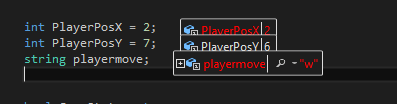 int PlayerPosX = 2; PlayerPosX 2
int PlayerPosY = 7; PlayerPosY 6
string playermove; playermove "w"